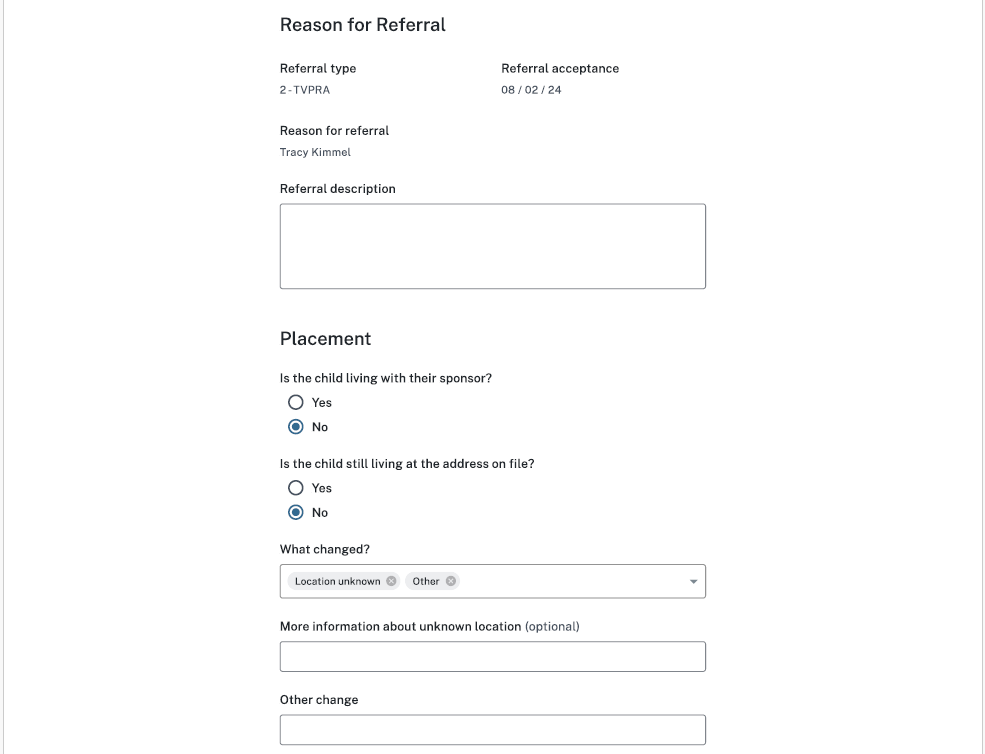 Reason for Referral
Referral type
Referral acceptance
2 - TVPRA
08 / 02 / 24
Reason for referral
Tracy Kimmel
Referral description
Placement
Is the child living with their sponsor?
Yes
No
Is the child still living at the address on file?
Yes
No
What changed?
Location unknown Other
More information about unknown location (optional)
Other change